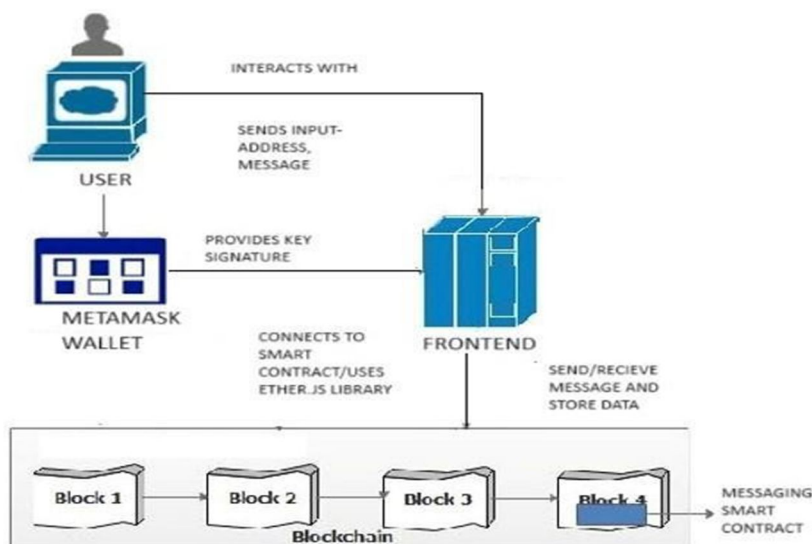 INTERACTS WITH
SENDS INPUT-
ADDRESS,
MESSAGE
USER
PROVIDES KEY
SIGNATURE
METAMASK
WALLET
FRONTEND
CONNECTS TO
SMART
CONTRACT/USES
ETHER.JS LIBRARY
SEND/RECIEVE
MESSAGE AND
STORE DATA
Block 1
Block 2
Block 3
Block 4
Blockchain
MESSAGING
SMART
CONTRACT